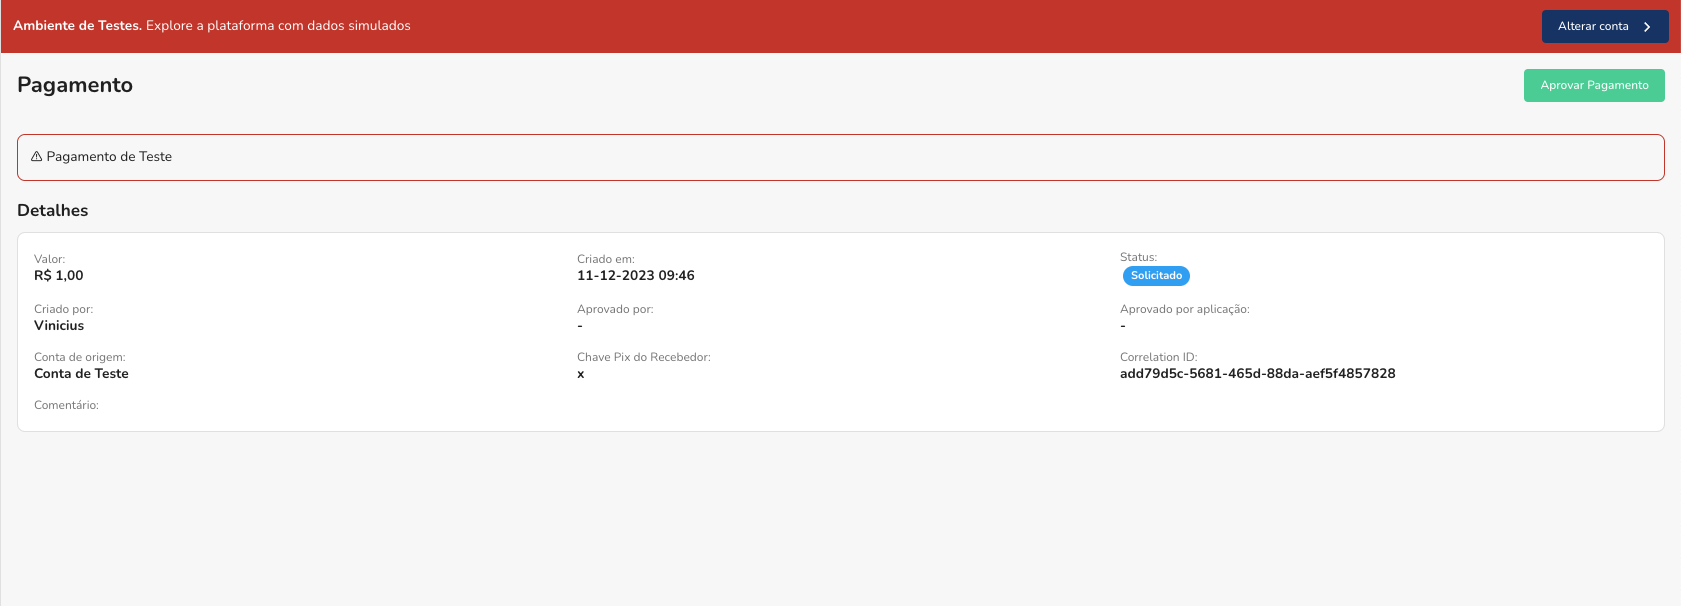 Ambiente de Testes. Explore a plataforma com dados simulados
Alterar conta
Pagamento
Aprovar Pagamento
Pagamento de Teste
Detalhes
Valor:
R$ 1,00
Criado em:
11-12-2023 09:46
Status:
Solicitado
Criado por:
Vinicius
Aprovado por:
-
Aprovado por aplicação:
-
Conta de origem:
Conta de Teste
Chave Pix do Recebedor:
x
Correlation ID:
add79d5c-5681-465d-88da-aef5f4857828
Comentário: